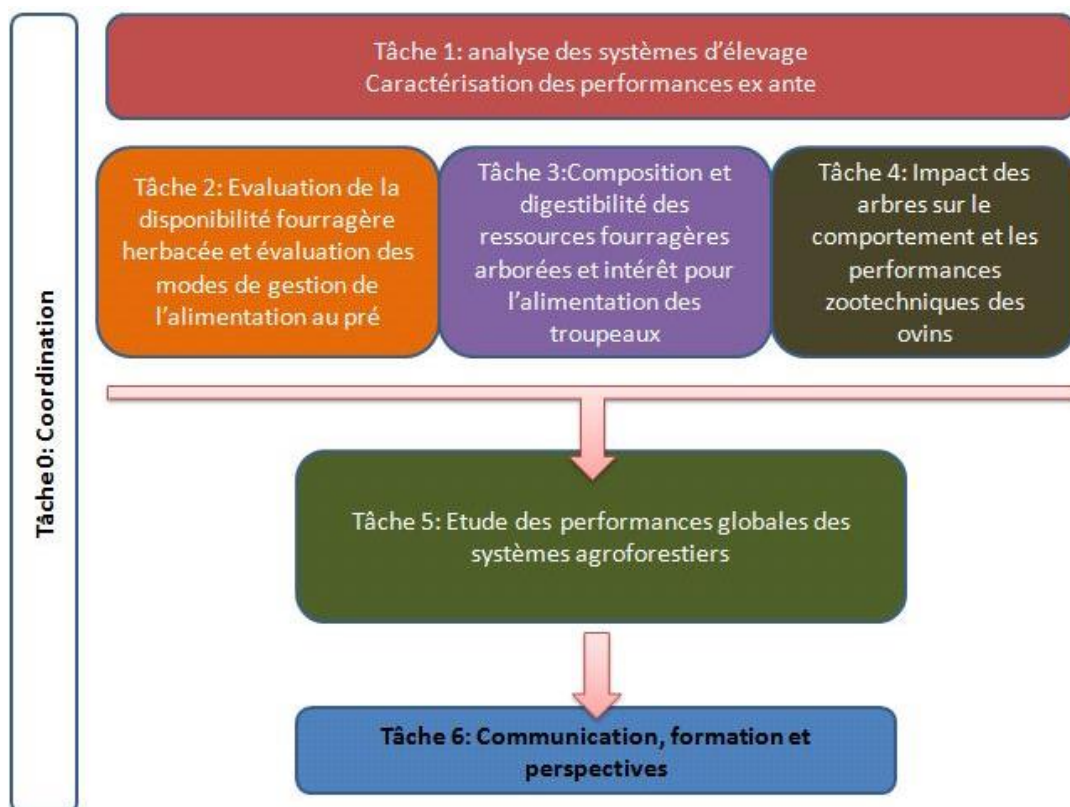 Tâche 0: Coordination
Tâche 1: analyse des systèmes d’élevage
Caractérisation des performances ex ante
Tâche 2: Evaluation de la
disponibilité fourragère
herbacée et évaluation des
modes de gestion de
l’alimentation au pré
Tâche 3:Composition et
digestibilité des
ressources fourragères
arborées et intérêt pour
l’alimentation des
troupeaux
Tâche 4: Impact des
arbres sur le
comportement et les
performances
zootechniques des
ovins
Tâche 5: Etude des performances globales des
systèmes agroforestiers
Tâche 6: Communication, formation et
perspectives